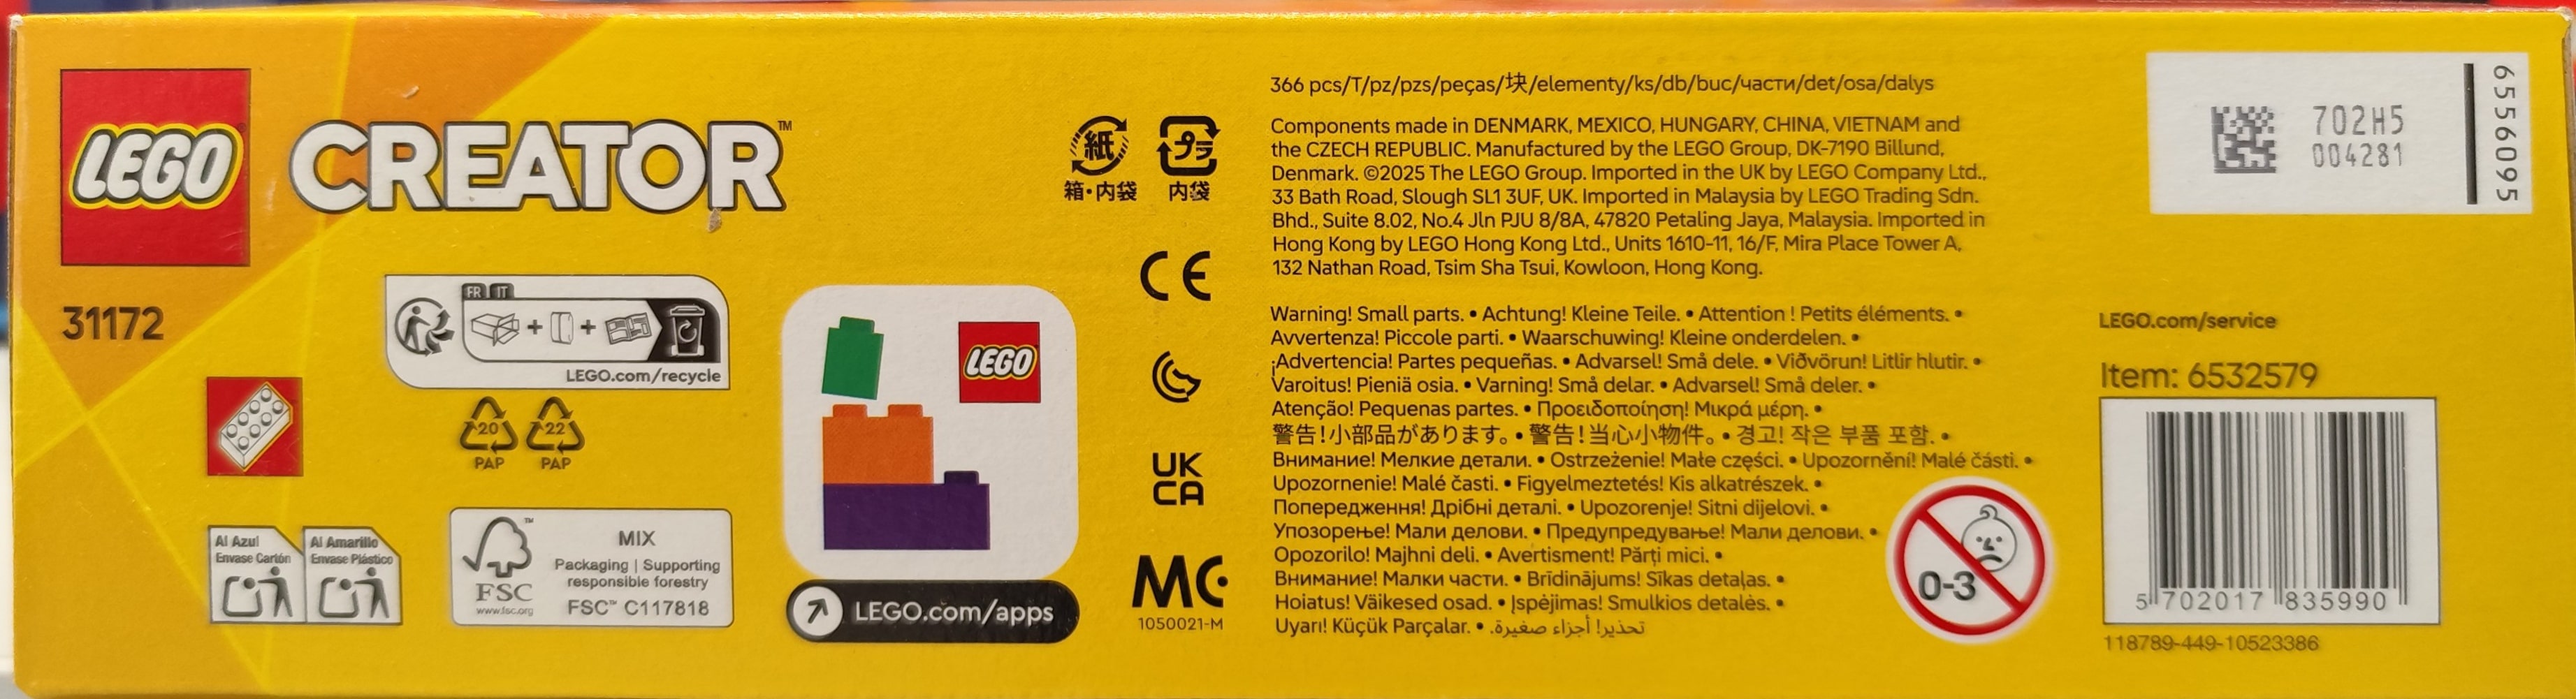 LEGO
CREATOR™
31172
FR IT
LEGO.com/recycle
20
PAP
22
PAP
Al Azul
Envase Cartón
Al Amarillo
Envase Plástico
FSC™
www.fsc.org
MIX
Packaging | Supporting
responsible forestry
FSC™ C117818
LEGO
LEGO.com/apps
紙
箱・内袋
プラ
内袋
CE
UK
CA
MC
1050021-M
366 pcs/T/pz/pzs/peças/块/elementy/ks/db/buc/части/det/osa/dalys
Components made in DENMARK, MEXICO, HUNGARY, CHINA, VIETNAM and
the CZECH REPUBLIC. Manufactured by the LEGO Group, DK-7190 Billund,
Denmark. ©2025 The LEGO Group. Imported in the UK by LEGO Company Ltd.,
33 Bath Road, Slough SL1 3UF, UK. Imported in Malaysia by LEGO Trading Sdn.
Bhd., Suite 8.02, No.4 Jln PJU 8/8A, 47820 Petaling Jaya, Malaysia. Imported in
Hong Kong by LEGO Hong Kong Ltd., Units 1610-11, 16/F, Mira Place Tower A,
132 Nathan Road, Tsim Sha Tsui, Kowloon, Hong Kong.
Warning! Small parts. • Achtung! Kleine Teile. • Attention ! Petits éléments. •
Avvertenza! Piccole parti. • Waarschuwing! Kleine onderdelen. •
¡Advertencia! Partes pequeñas. • Advarsel! Små dele. • Viðvörun! Litlir hlutir. •
Varoitus! Pieniä osia. • Varning! Små delar. • Advarsel! Små deler. •
Atenção! Pequenas partes. • Προειδοποίηση! Μικρά μέρη. •
警告!小部品があります。• 警告!当心小物件。• 경고! 작은 부품 포함. •
Внимание! Мелкие детали. • Ostrzeżenie! Małe części. • Upozornění! Malé části. •
Upozornenie! Malé časti. • Figyelmeztetés! Kis alkatrészek. •
Попередження! Дрібні деталі. • Upozorenje! Sitni dijelovi. •
Упозорење! Мали делови. • Предупредување! Мали делови. •
Opozorilo! Majhni deli. • Avertisment! Părți mici. •
Внимание! Малки части. • Brīdinājums! Sīkas detaļas. •
Hoiatus! Väikesed osad. • Įspėjimas! Smulkios detalės. •
Uyarı! Küçük Parçalar. • تحذير! أجزاء صغيرة.
0-3
702H5
004281
6556095
LEGO.com/service
Item: 6532579
5 702017 835990
118789-449-10523386